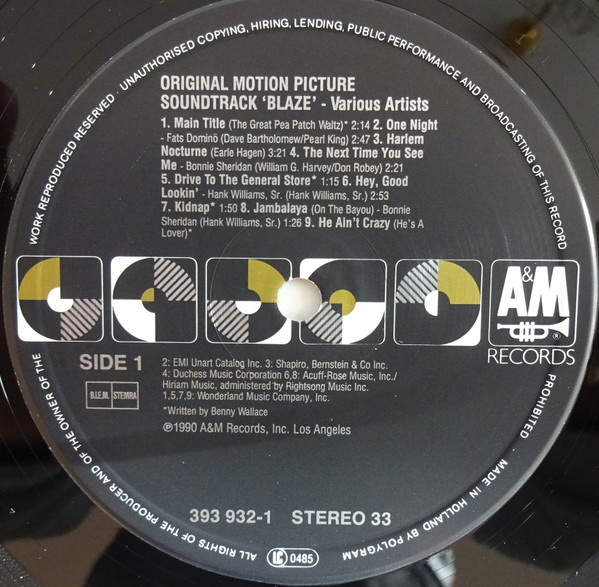 WORK REPRODUCED RESERVED · UNAUTHORISED COPYING, HIRING, LENDING, PUBLIC PERFORMANCE AND BROADCASTING OF THIS RECORD
ORIGINAL MOTION PICTURE
SOUNDTRACK 'BLAZE' - Various Artists
1. Main Title (The Great Pea Patch Waltz)* 2:14 2. One Night
- Fats Dominö (Dave Bartholomew/Pearl King) 2:47 3. Harlem
Nocturne (Earle Hagen) 3:21 4. The Next Time You See
Me - Bonnie Sheridan (William G. Harvey/Don Robey) 2:21
5. Drive To The General Store* 1:15 6. Hey, Good
Lookin' - Hank Williams, Sr. (Hank Williams, Sr.) 2:53
7. Kidnap* 1:50 8. Jambalaya (On The Bayou) - Bonnie
Sheridan (Hank Williams, Sr.) 1:26 9. He Ain't Crazy (He's A
Lover)*
A&M
®
RECORDS
SIDE 1
B.I.E.M. STEMRA
2: EMI Unart Catalog Inc. 3: Shapiro, Bernstein & Co Inc.
4: Duchess Music Corporation 6,8: Acuff-Rose Music, Inc./
Hiriam Music, administered by Rightsong Music Inc.
1,5,7,9: Wonderland Music Company, Inc.
*Written by Benny Wallace
℗1990 A&M Records, Inc. Los Angeles
393 932-1 STEREO 33
PROHIBITED · MADE IN HOLLAND BY POLYGRAM
LC 0485
ALL RIGHTS OF THE PRODUCER AND OF THE OWNER OF THE